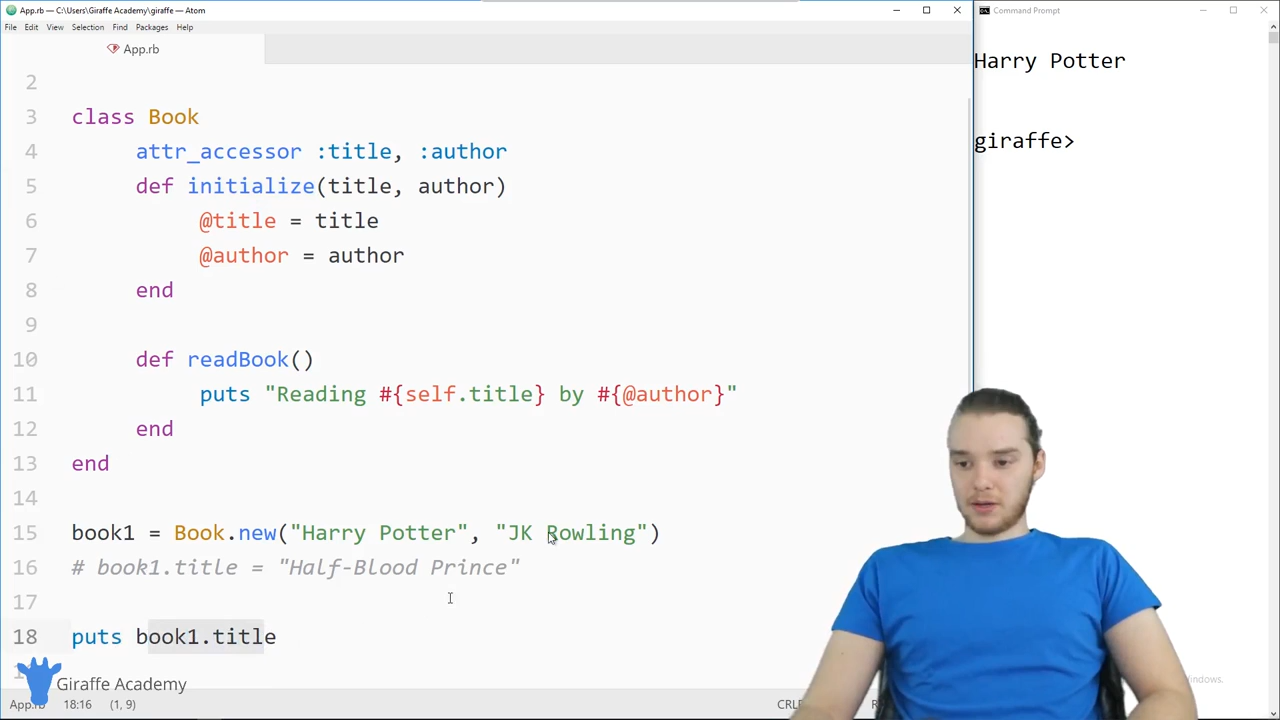 App.rb — C:\Users\Giraffe Academy\giraffe — Atom
File Edit View Selection Find Packages Help
App.rb
2
3 class Book
4 attr_accessor :title, :author
5 def initialize(title, author)
6 @title = title
7 @author = author
8 end
9
10 def readBook()
11 puts "Reading #{self.title} by #{@author}"
12 end
13 end
14
15 book1 = Book.new("Harry Potter", "JK Rowling")
16 # book1.title = "Half-Blood Prince"
17
18 puts book1.title
Giraffe Academy
App.rb 18:16 (1, 9) CRLF
Command Prompt
Harry Potter
giraffe>